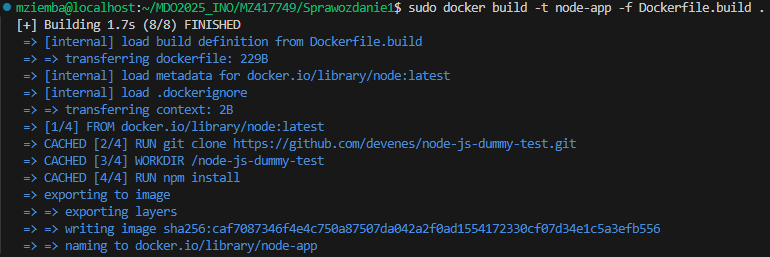 mziemba@localhost:~/MDO2025_INO/MZ417749/Sprawozdanie1$ sudo docker build -t node-app -f Dockerfile.build .
[+] Building 1.7s (8/8) FINISHED
=> [internal] load build definition from Dockerfile.build
=> => transferring dockerfile: 229B
=> [internal] load metadata for docker.io/library/node:latest
=> [internal] load .dockerignore
=> => transferring context: 2B
=> [1/4] FROM docker.io/library/node:latest
=> CACHED [2/4] RUN git clone https://github.com/devenes/node-js-dummy-test.git
=> CACHED [3/4] WORKDIR /node-js-dummy-test
=> CACHED [4/4] RUN npm install
=> exporting to image
=> => exporting layers
=> => writing image sha256:caf7087346f4e4c750a87507da042a2f0ad1554172330cf07d34e1c5a3efb556
=> => naming to docker.io/library/node-app